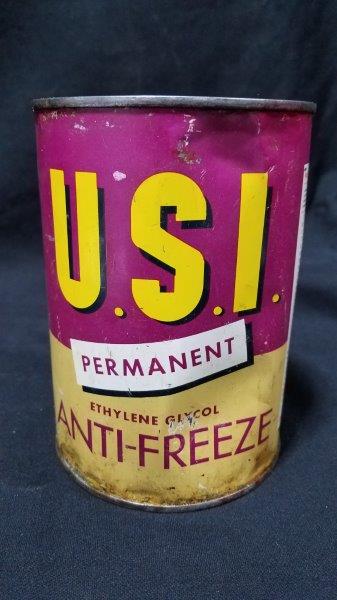 U.S.I.
PERMANENT
ETHYLENE GLYCOL
ANTI-FREEZE